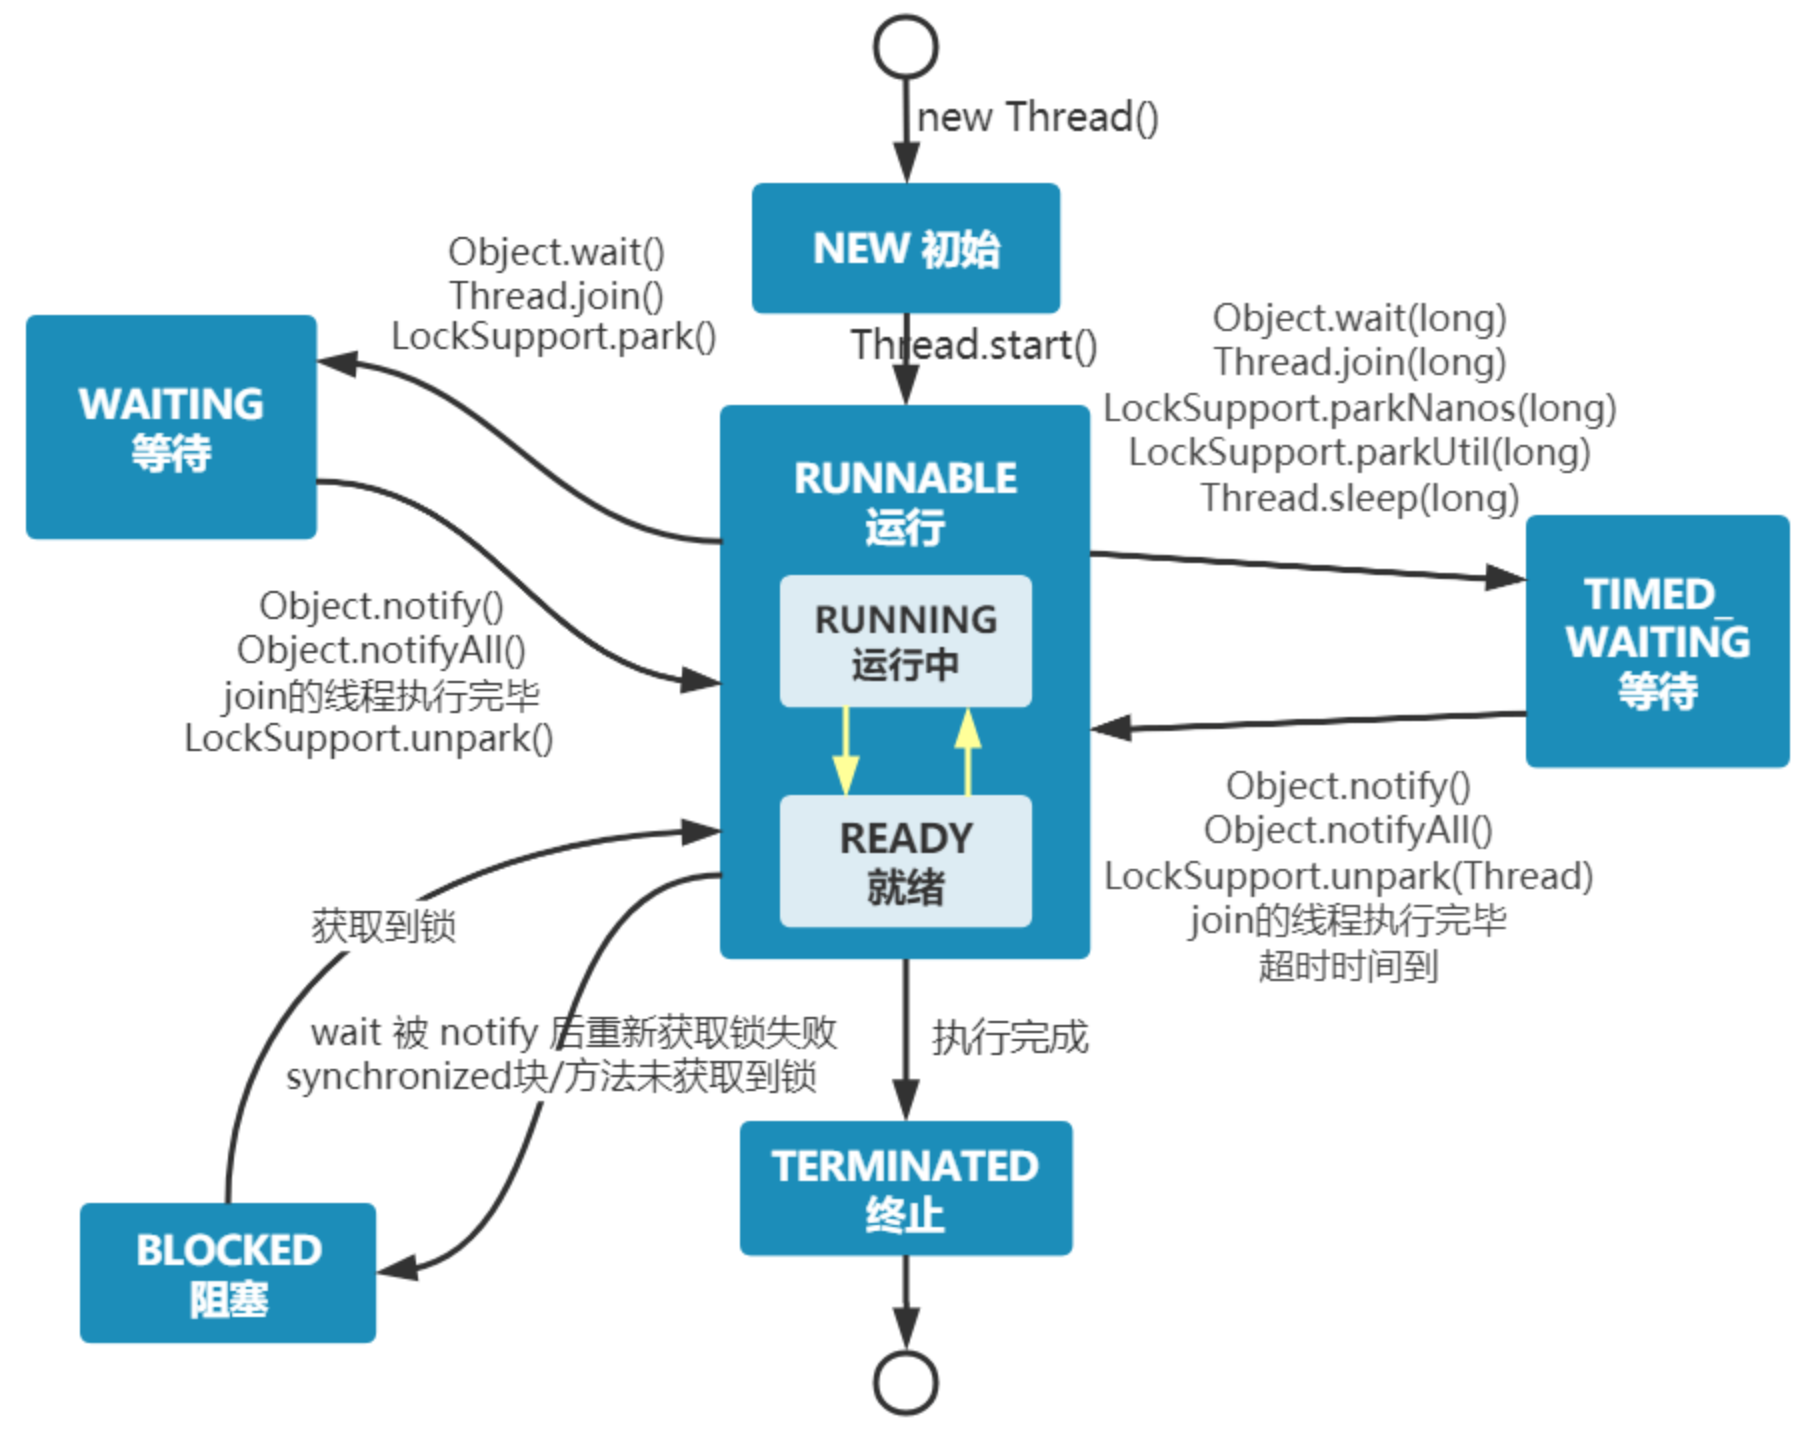 new Thread()
NEW 初始
Thread.start()
Object.wait()
Thread.join()
LockSupport.park()
WAITING
等待
Object.notify()
Object.notifyAll()
join的线程执行完毕
LockSupport.unpark()
RUNNABLE
运行
RUNNING
运行中
READY
就绪
Object.wait(long)
Thread.join(long)
LockSupport.parkNanos(long)
LockSupport.parkUtil(long)
Thread.sleep(long)
TIMED_
WAITING
等待
Object.notify()
Object.notifyAll()
LockSupport.unpark(Thread)
join的线程执行完毕
超时时间到
获取到锁
wait 被 notify 后重新获取锁失败
synchronized块/方法未获取到锁
BLOCKED
阻塞
执行完成
TERMINATED
终止